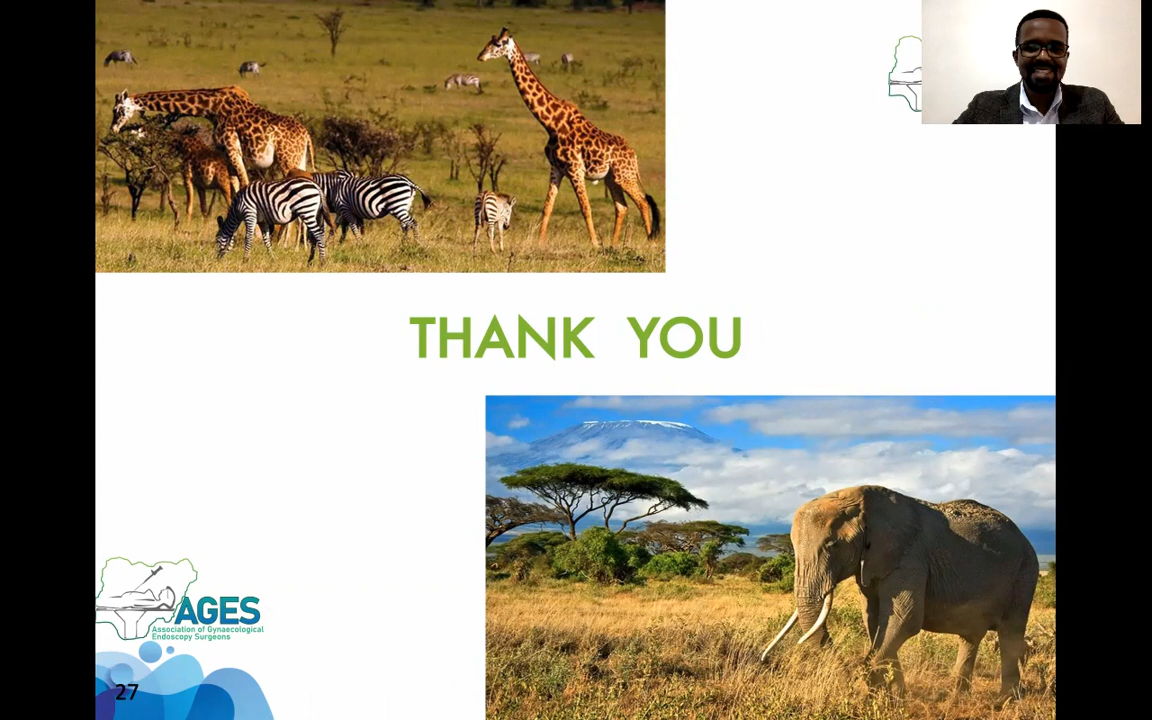 THANK YOU
AGES
Association of Gynaecological
Endoscopy Surgeons
27